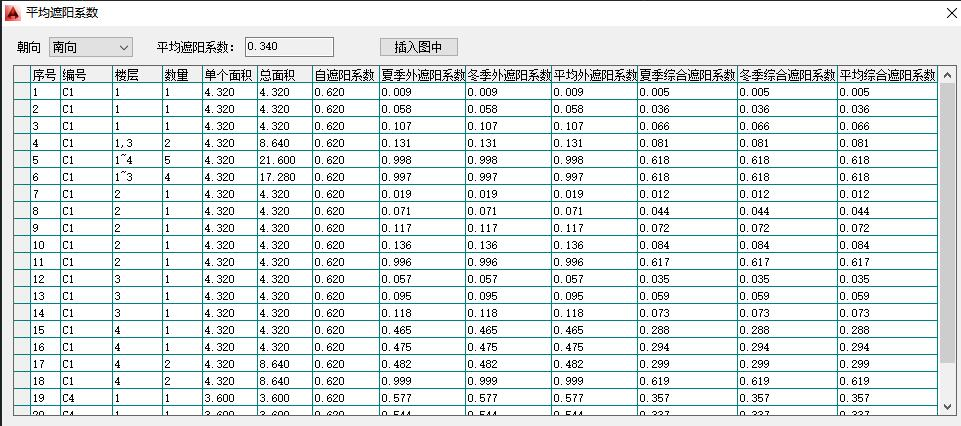 平均遮阳系数
朝向 南向 平均遮阳系数: 0.340 插入图中
序号 编号 楼层 数量 单个面积 总面积 自遮阳系数 夏季外遮阳系数 冬季外遮阳系数 平均外遮阳系数 夏季综合遮阳系数 冬季综合遮阳系数 平均综合遮阳系数
1 C1 1 1 4.320 4.320 0.620 0.009 0.009 0.009 0.005 0.005 0.005
2 C1 1 1 4.320 4.320 0.620 0.058 0.058 0.058 0.036 0.036 0.036
3 C1 1 1 4.320 4.320 0.620 0.107 0.107 0.107 0.066 0.066 0.066
4 C1 1,3 2 4.320 8.640 0.620 0.131 0.131 0.131 0.081 0.081 0.081
5 C1 1~4 5 4.320 21.600 0.620 0.998 0.998 0.998 0.618 0.618 0.618
6 C1 1~3 4 4.320 17.280 0.620 0.997 0.997 0.997 0.618 0.618 0.618
7 C1 2 1 4.320 4.320 0.620 0.019 0.019 0.019 0.012 0.012 0.012
8 C1 2 1 4.320 4.320 0.620 0.071 0.071 0.071 0.044 0.044 0.044
9 C1 2 1 4.320 4.320 0.620 0.117 0.117 0.117 0.072 0.072 0.072
10 C1 2 1 4.320 4.320 0.620 0.136 0.136 0.136 0.084 0.084 0.084
11 C1 2 1 4.320 4.320 0.620 0.996 0.996 0.996 0.617 0.617 0.617
12 C1 3 1 4.320 4.320 0.620 0.057 0.057 0.057 0.035 0.035 0.035
13 C1 3 1 4.320 4.320 0.620 0.095 0.095 0.095 0.059 0.059 0.059
14 C1 3 1 4.320 4.320 0.620 0.118 0.118 0.118 0.073 0.073 0.073
15 C1 4 1 4.320 4.320 0.620 0.465 0.465 0.465 0.288 0.288 0.288
16 C1 4 1 4.320 4.320 0.620 0.475 0.475 0.475 0.294 0.294 0.294
17 C1 4 2 4.320 8.640 0.620 0.482 0.482 0.482 0.299 0.299 0.299
18 C1 4 2 4.320 8.640 0.620 0.999 0.999 0.999 0.619 0.619 0.619
19 C4 1 1 3.600 3.600 0.620 0.577 0.577 0.577 0.357 0.357 0.357
20 C4 1 1 3.600 3.600 0.620 0.544 0.544 0.544 0.337 0.337 0.337